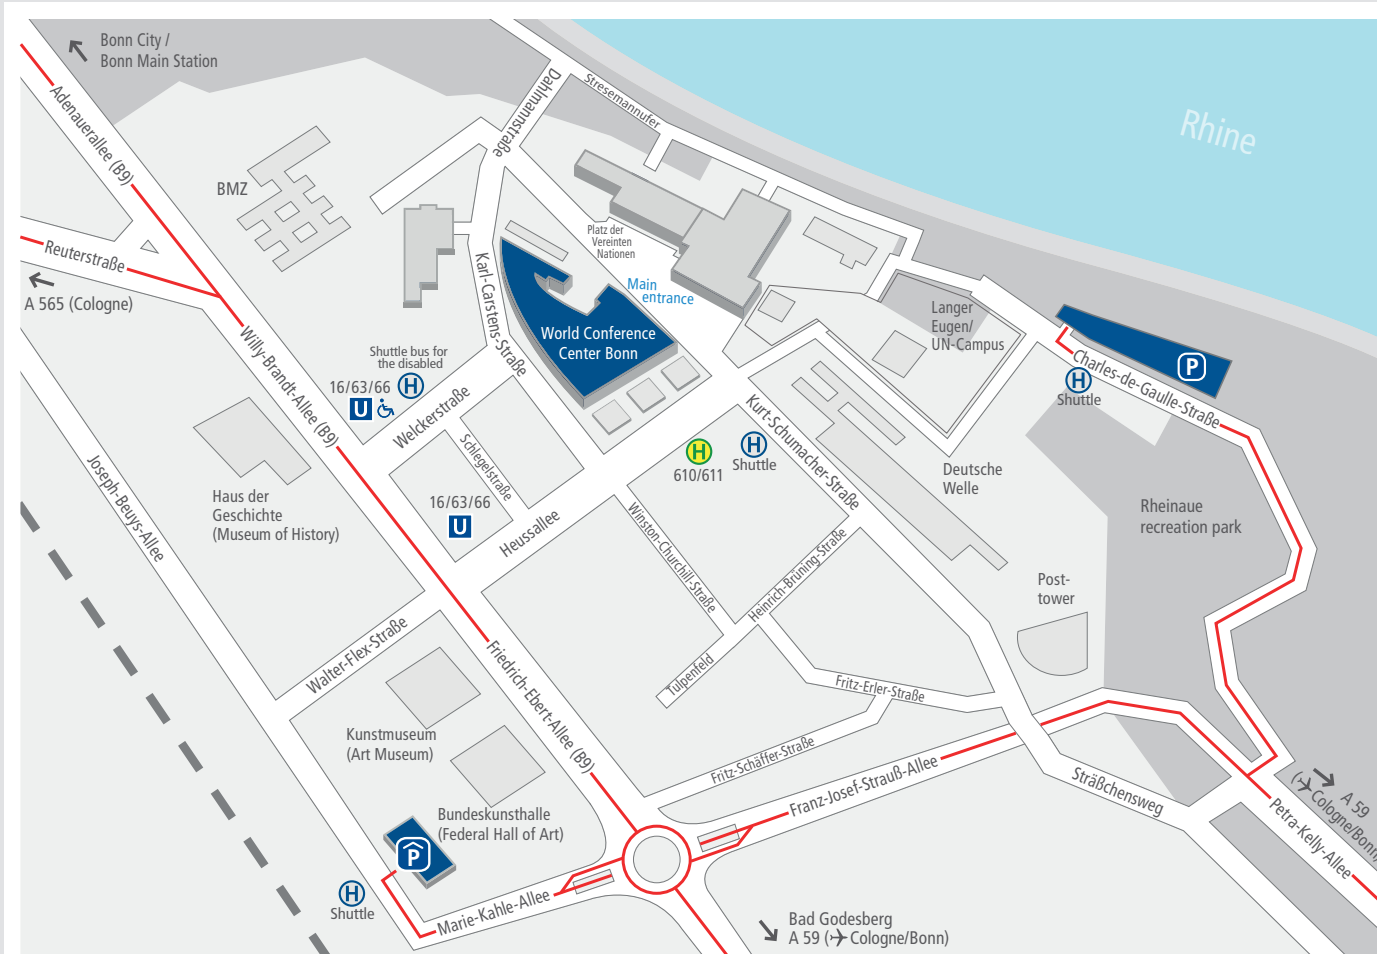 Bonn City /
Bonn Main Station
Adenauerallee (B9)
BMZ
Reuterstraße
A 565 (Cologne)
Dahlmannstraße
Stresemannufer
Rhine
Platz der
Vereinten
Nationen
Main
entrance
Karl-Carstens-Straße
World Conference
Center Bonn
Langer
Eugen/
UN-Campus
P
Charles-de-Gaulle-Straße
H
Shuttle
Willy-Brandt-Allee (B9)
Shuttle bus for
the disabled
16/63/66
H
U
Welckerstraße
Schlegelstraße
Kurt-Schumacher-Straße
H
610/611
H
Shuttle
Deutsche
Welle
Haus der
Geschichte
(Museum of History)
Joseph-Beuys-Allee
16/63/66
U
Heussallee
Winston-Churchill-Straße
Heinrich-Brüning-Straße
Rheinaue
recreation park
Post-
tower
Walter-Flex-Straße
Tulpenfeld
Fritz-Erler-Straße
Friedrich-Ebert-Allee (B9)
Kunstmuseum
(Art Museum)
Fritz-Schäffer-Straße
Franz-Josef-Strauß-Allee
Sträßchensweg
A 59
(Cologne/Bonn)
Petra-Kelly-Allee
Bundeskunsthalle
(Federal Hall of Art)
P
H
Shuttle
Marie-Kahle-Allee
Bad Godesberg
A 59 (Cologne/Bonn)